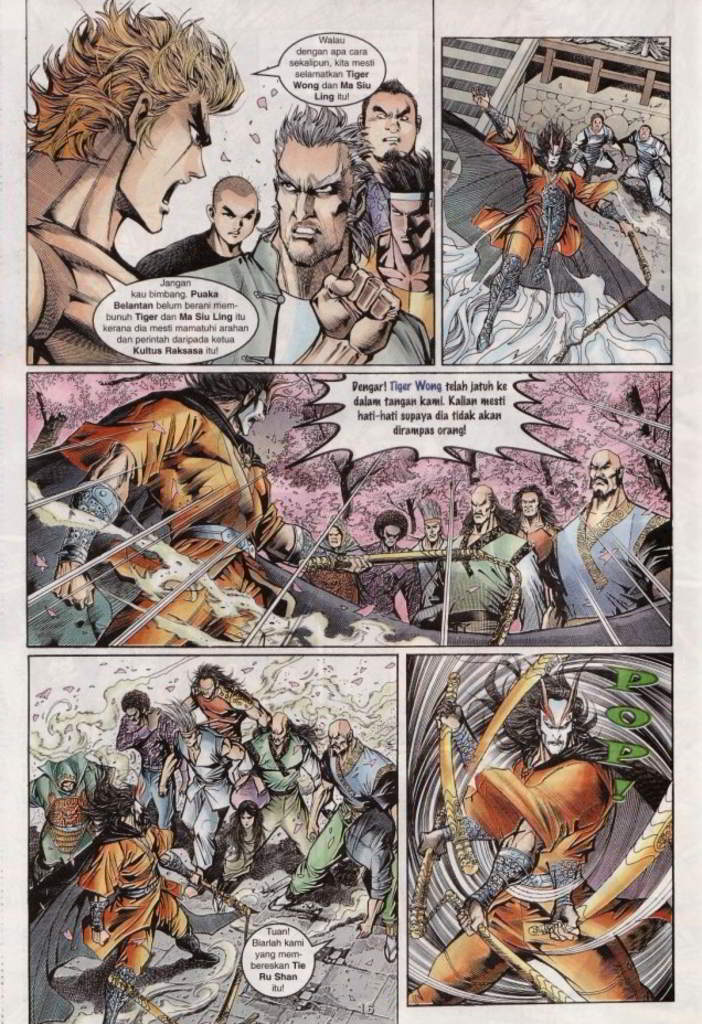 Walau
dengan apa cara
sekalipun, kita mesti
selamatkan Tiger
Wong dan Ma Siu
Ling itu!
Jangan
kau bimbang. Puaka
Belantan belum berani mem-
bunuh Tiger dan Ma Siu Ling itu
kerana dia mesti mamatuhi arahan
dan perintah daripada ketua
Kultus Raksasa itu!
Dengar! Tiger Wong telah jatuh ke
dalam tangan kami. Kalian mesti
hati-hati supaya dia tidak akan
dirampas orang!
Tuan!
Biarlah kami
yang mem-
bereskan Tie
Ru Shan
itu!
POP
POP!
15